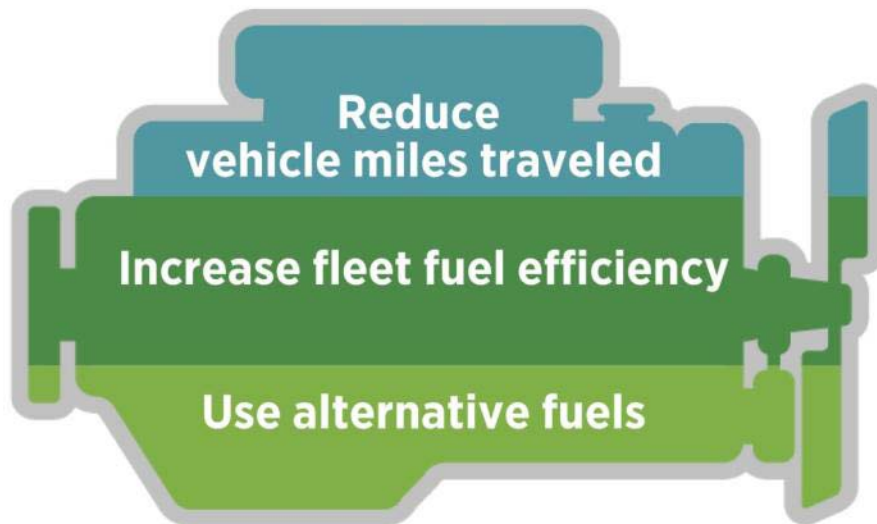 Reduce
vehicle miles traveled
Increase fleet fuel efficiency
Use alternative fuels